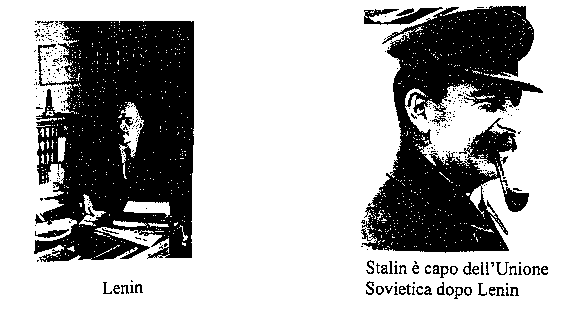 Lenin
Stalin è capo dell'Unione
Sovietica dopo Lenin